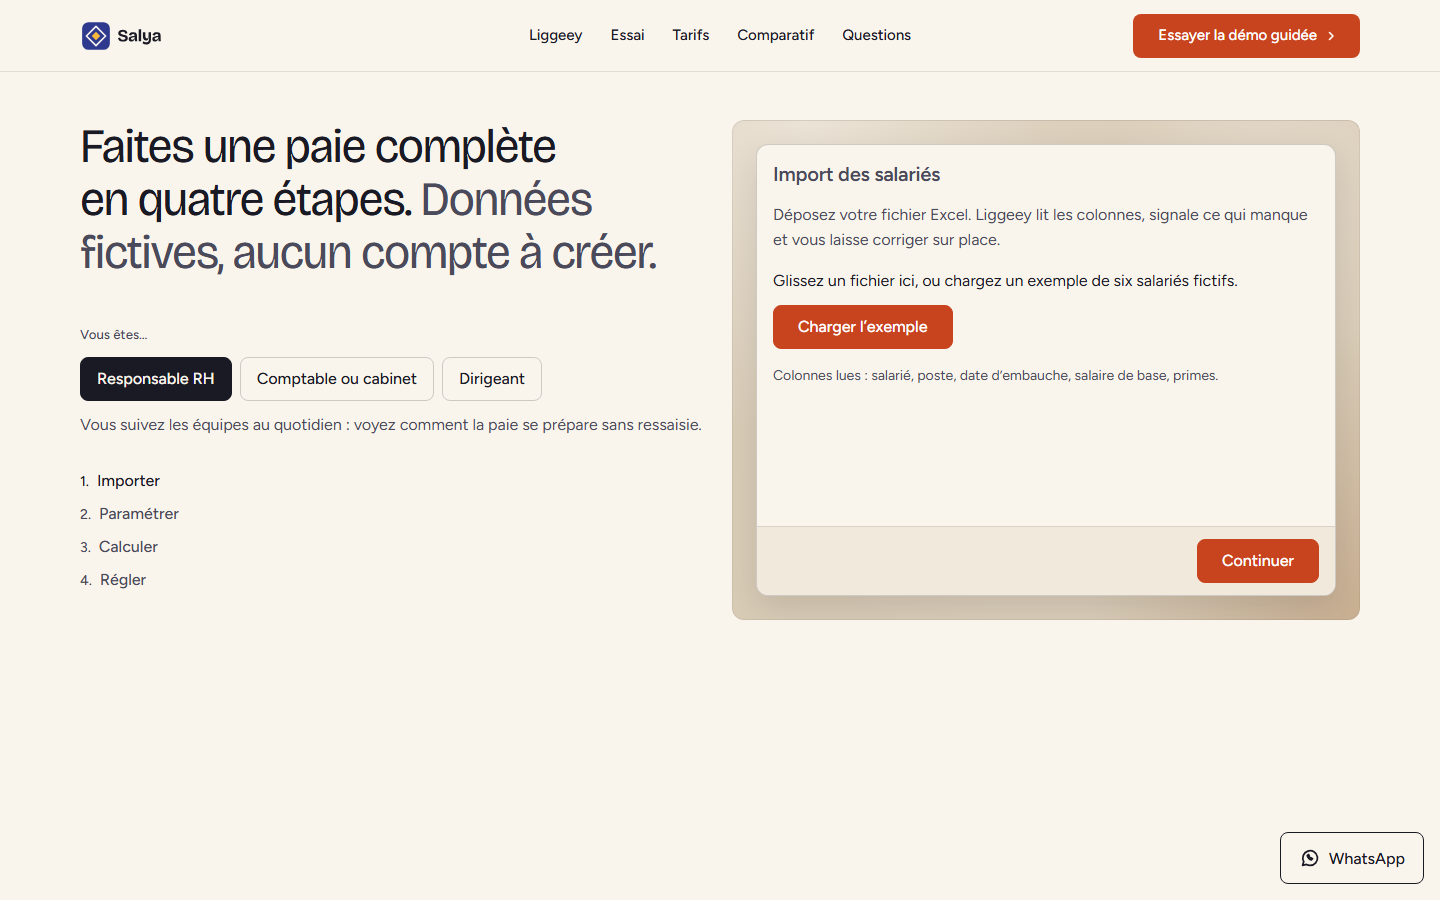 Salya
Liggeey
Essai
Tarifs
Comparatif
Questions
Essayer la démo guidée
Faites une paie complète
en quatre étapes. Données
fictives, aucun compte à créer.
Vous êtes…
Responsable RH
Comptable ou cabinet
Dirigeant
Vous suivez les équipes au quotidien : voyez comment la paie se prépare sans ressaisie.
1. Importer
2. Paramétrer
3. Calculer
4. Régler
Import des salariés
Déposez votre fichier Excel. Liggeey lit les colonnes, signale ce qui manque
et vous laisse corriger sur place.
Glissez un fichier ici, ou chargez un exemple de six salariés fictifs.
Charger l’exemple
Colonnes lues : salarié, poste, date d’embauche, salaire de base, primes.
Continuer
WhatsApp